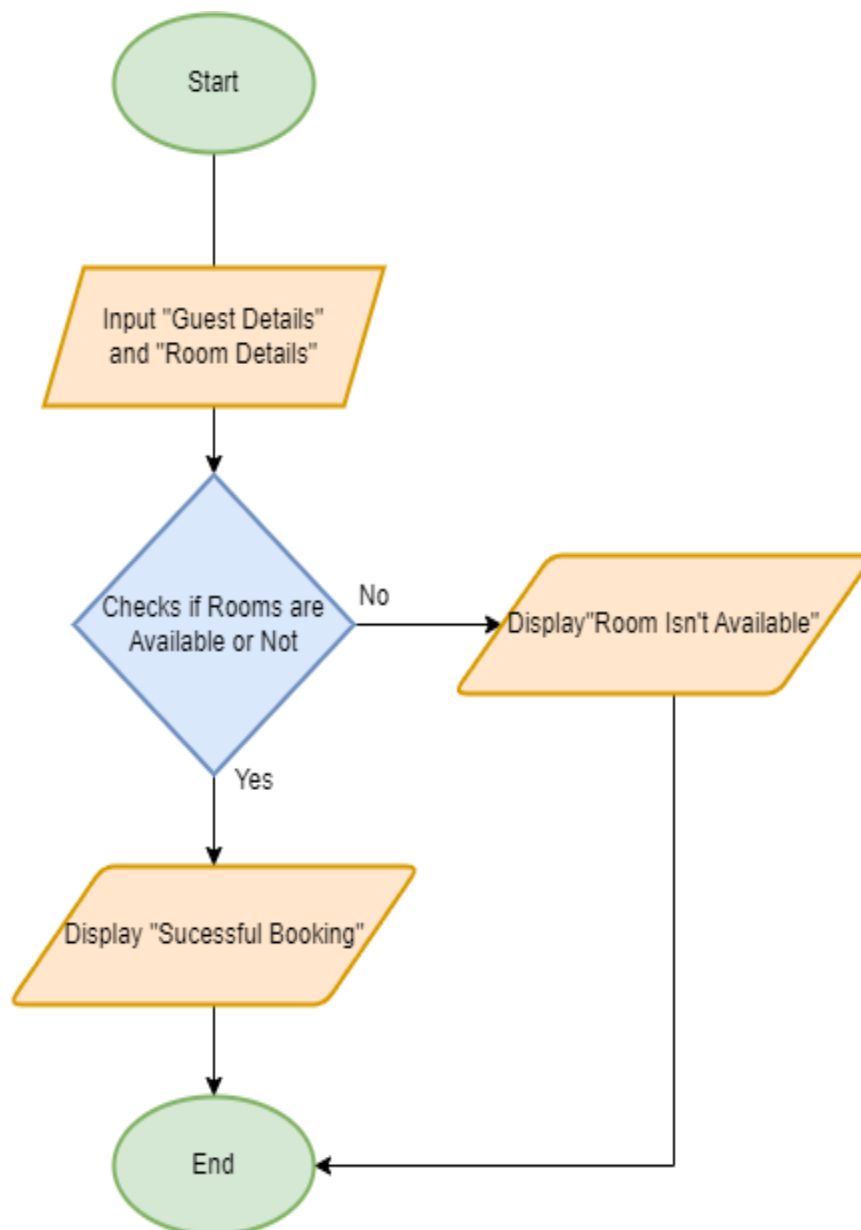 Start
Input "Guest Details"
and "Room Details"
Checks if Rooms are
Available or Not
No
Display"Room Isn't Available"
Yes
Display "Sucessful Booking"
End